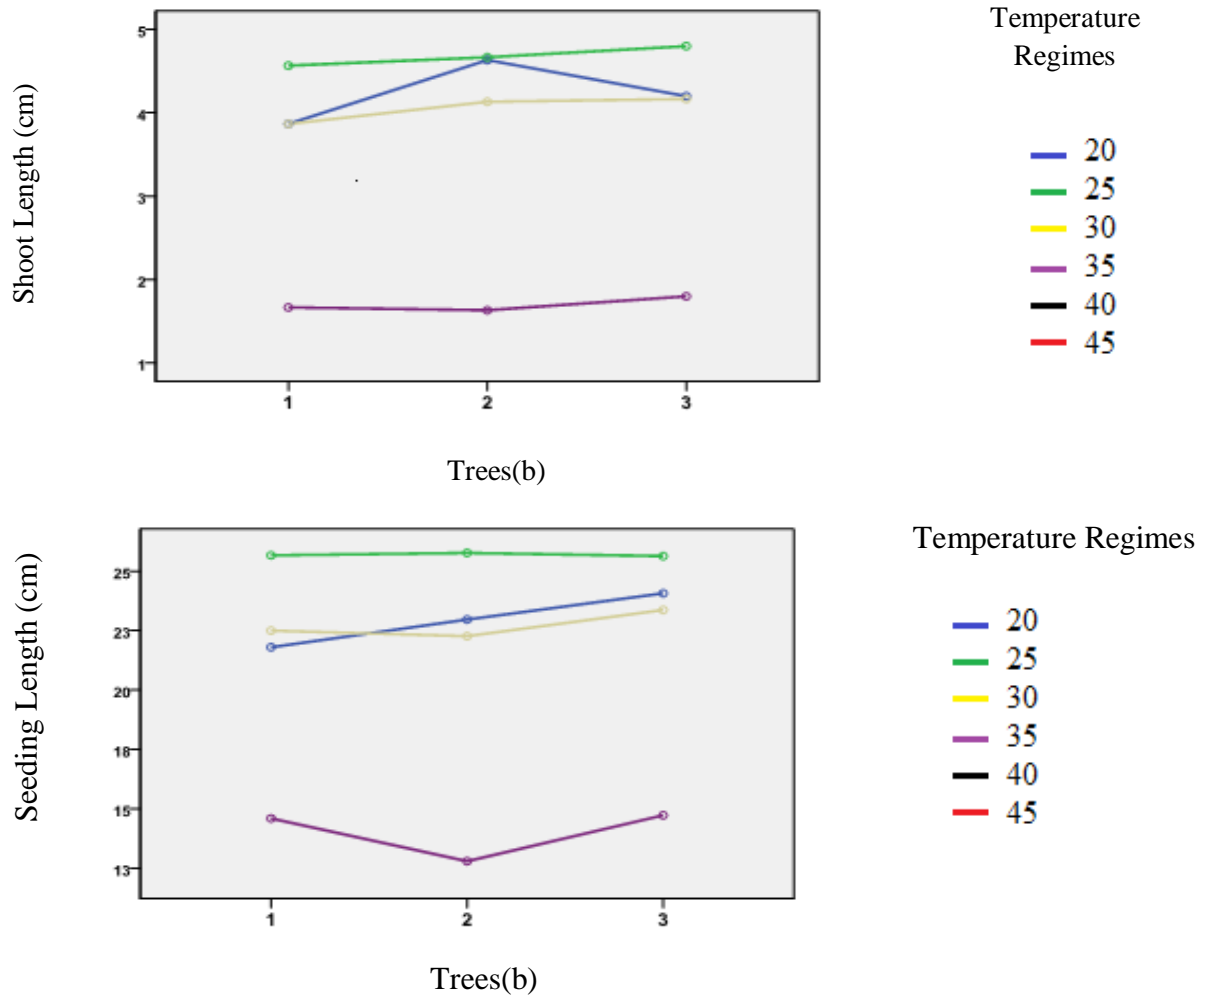 Temperature
Regimes
Shoot Length (cm)
5
4
3
2
1
1 2 3
Trees(b)
20
25
30
35
40
45
Temperature Regimes
Seeding Length (cm)
25
23
20
18
15
13
1 2 3
Trees(b)
20
25
30
35
40
45